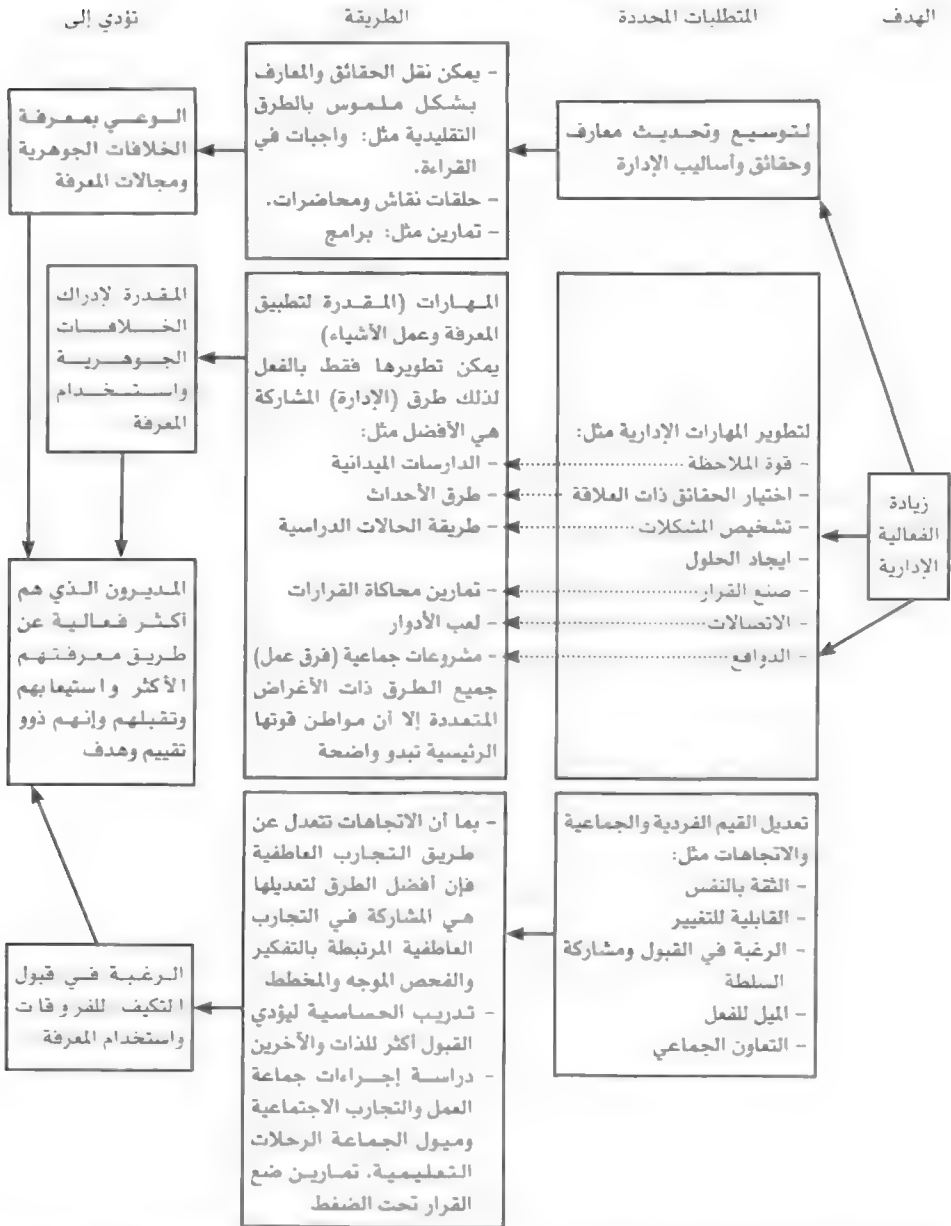 الهدف
المتطلبات المحددة
الطريقة
تؤدي إلى
زيادة
الفعالية
الإدارية
لتوسيع وتحديث معارف
وحقائق وأساليب الإدارة
- يمكن نقل الحقائق والمعارف
بشكل ملموس بالطرق
التقليدية مثل: واجبات في
القراءة.
- حلقات نقاش ومحاضرات.
- تمارين مثل: برامج
الوعي بمعرفة
الخلافات الجوهرية
ومجالات المعرفة
لتطوير المهارات الإدارية مثل:
- قوة الملاحظة
- اختيار الحقائق ذات العلاقة
- تشخيص المشكلات
- ايجاد الحلول
- صنع القرار
- الاتصالات
- الدوافع
المهارات (المقدرة لتطبيق
المعرفة وعمل الأشياء)
يمكن تطويرها فقط بالفعل
لذلك طرق (الإدارة) المشاركة
هي الأفضل مثل:
- الدارسات الميدانية
- طرق الأحداث
- طريقة الحالات الدراسية
- تمارين محاكاة القرارات
- لعب الأدوار
- مشروعات جماعية (فرق عمل)
جميع الطرق ذات الأغراض
المتعددة إلا أن مواطن قوتها
الرئيسية تبدو واضحة
المقدرة لإدراك
الخلافات
الجوهرية
واستخدام
المعرفة
المديرون الذي هم
أكثر فعالية عن
طريق معرفتهم
الأكثر واستيعابهم
وتقبلهم وإنهم ذوو
تقييم وهدف
تعديل القيم الفردية والجماعية
والاتجاهات مثل:
- الثقة بالنفس
- القابلية للتغيير
- الرغبة في القبول ومشاركة
السلطة
- الميل للفعل
- التعاون الجماعي
- بما أن الاتجاهات تتعدل عن
طريق التجارب العاطفية
فإن أفضل الطرق لتعديلها
هي المشاركة في التجارب
العاطفية المرتبطة بالتفكير
والفحص الموجه والمخطط
- تدريب الحساسية ليؤدي
القبول أكثر للذات والآخرين
- دراسة إجراءات جماعة
العمل والتجارب الاجتماعية
وميول الجماعة الرحلات
التعليمية. تمارين ضع
القرار تحت الضفط
الرغبة في قبول
التكيف للفروقات
واستخدام المعرفة